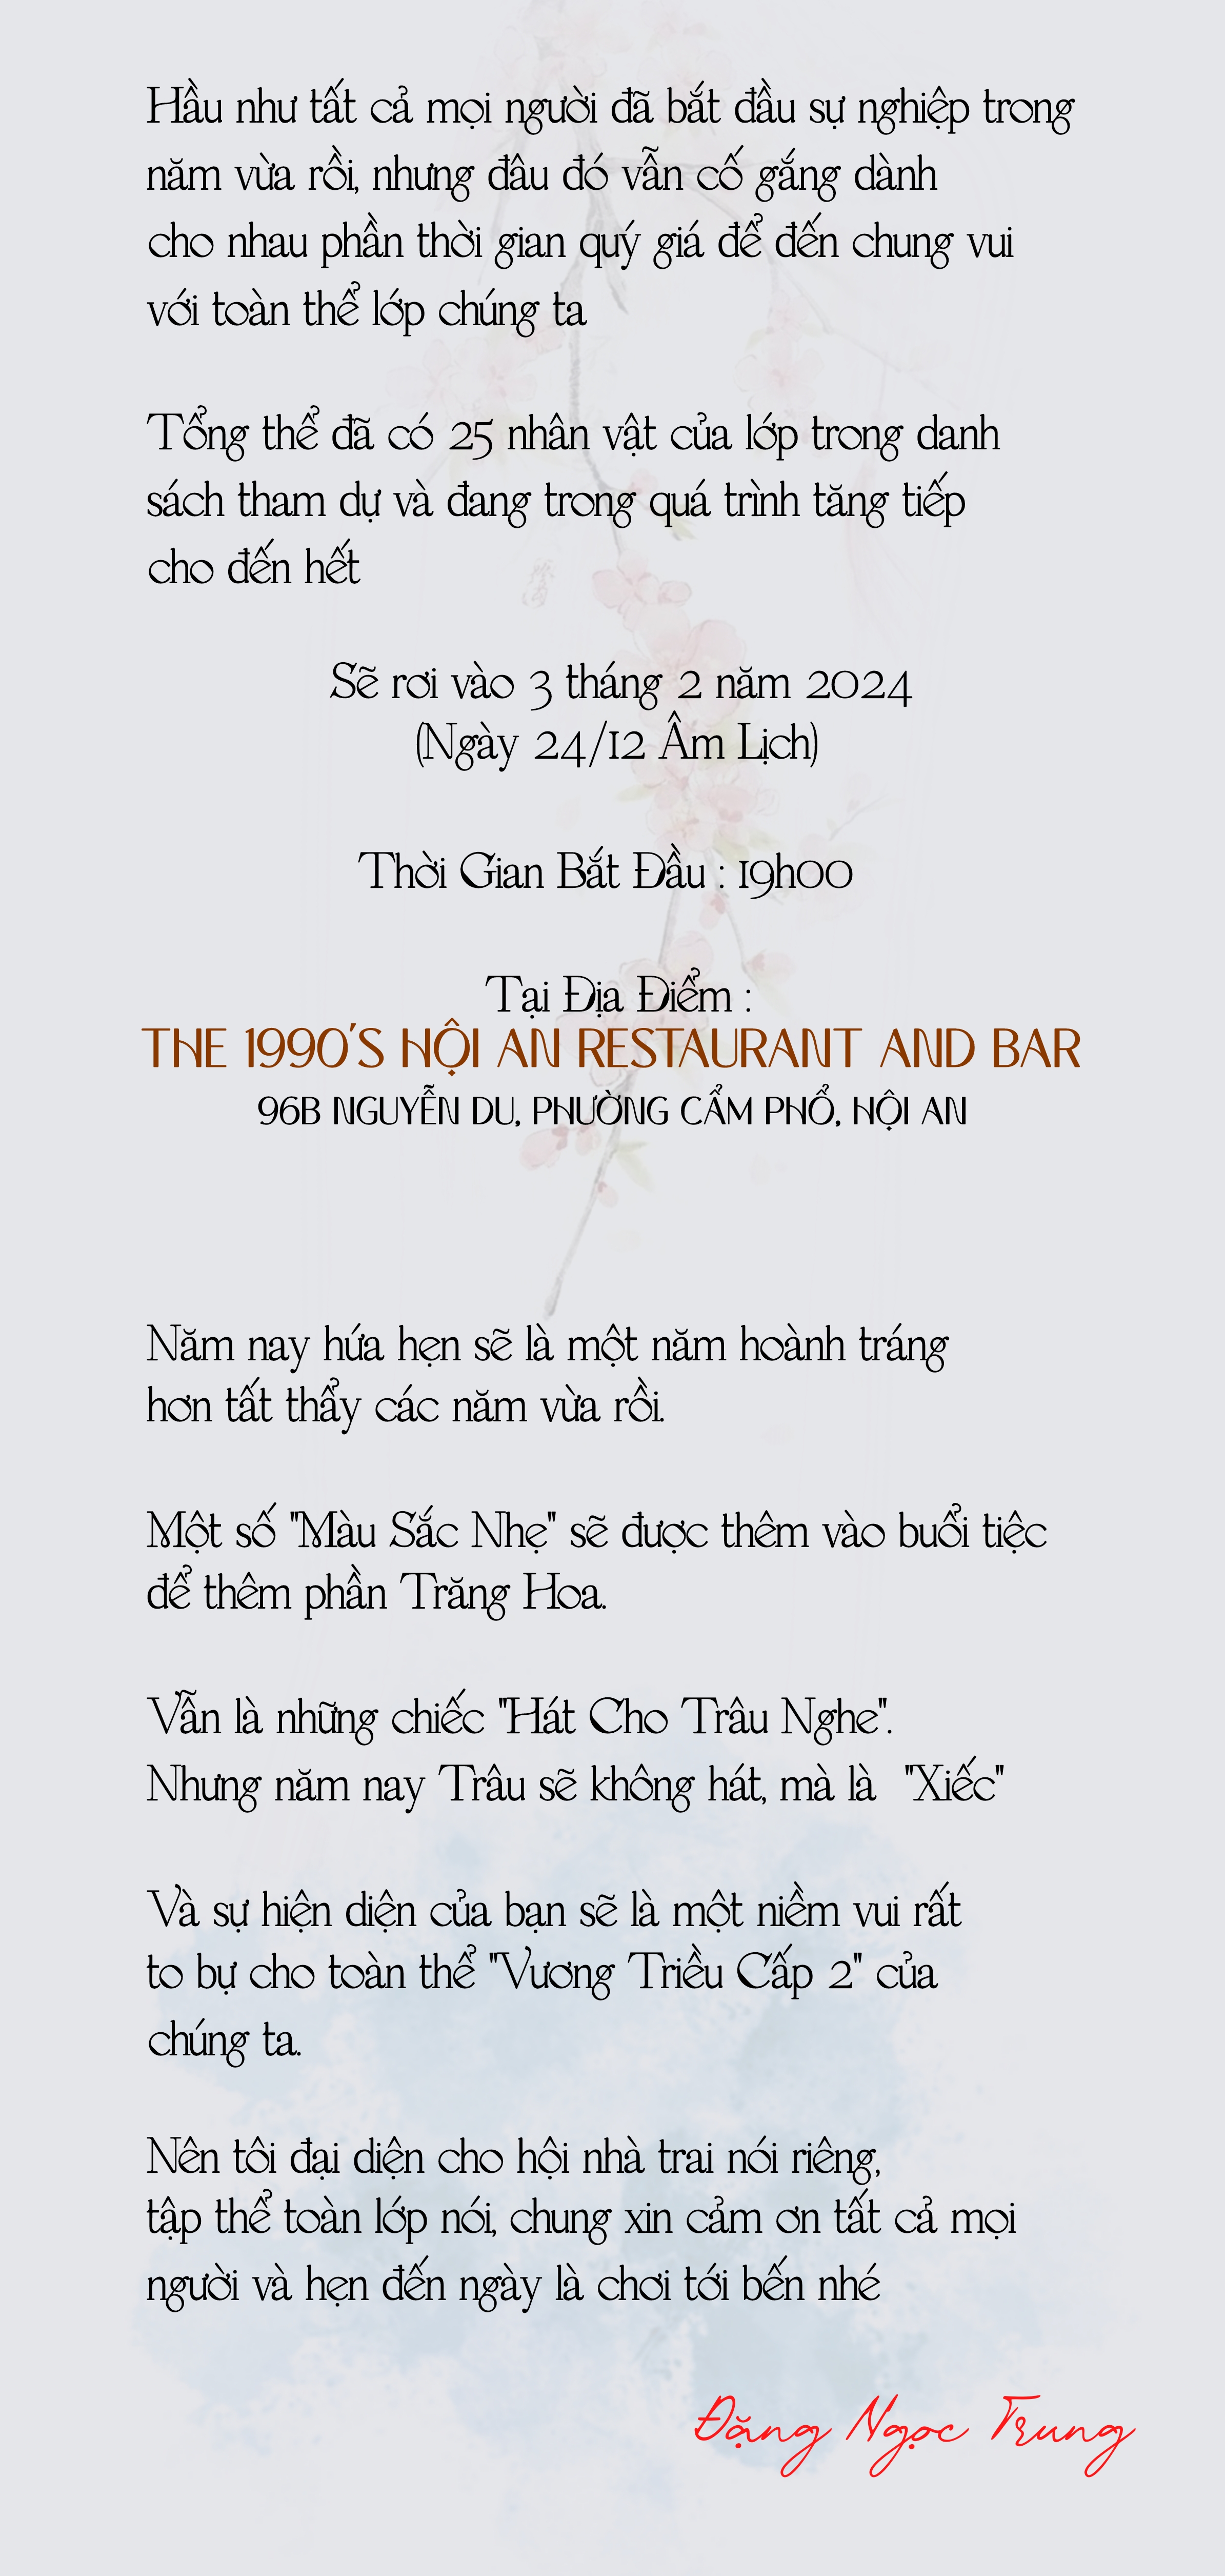 Hầu như tất cả mọi người đã bắt đầu sự nghiệp trong
năm vừa rồi, nhưng đâu đó vẫn cố gắng dành
cho nhau phần thời gian quý giá để đến chung vui
với toàn thể lớp chúng ta
Tổng thể đã có 25 nhân vật của lớp trong danh
sách tham dự và đang trong quá trình tăng tiếp
cho đến hết
Sẽ rơi vào 3 tháng 2 năm 2024
(Ngày 24/12 Âm Lịch)
Thời Gian Bắt Đầu : 19h00
Tại Địa Điểm :
THE 1990'S HỘI AN RESTAURANT AND BAR
96B NGUYỄN DU, PHƯỜNG CẨM PHỔ, HỘI AN
Năm nay hứa hẹn sẽ là một năm hoành tráng
hơn tất thẩy các năm vừa rồi.
Một số "Màu Sắc Nhẹ" sẽ được thêm vào buổi tiệc
để thêm phần Trăng Hoa.
Vẫn là những chiếc "Hát Cho Trâu Nghe".
Nhưng năm nay Trâu sẽ không hát, mà là "Xiếc"
Và sự hiện diện của bạn sẽ là một niềm vui rất
to bự cho toàn thể "Vương Triều Cấp 2" của
chúng ta.
Nên tôi đại diện cho hội nhà trai nói riêng,
tập thể toàn lớp nói, chung xin cảm ơn tất cả mọi
người và hẹn đến ngày là chơi tới bến nhé
Đặng Ngọc Trung